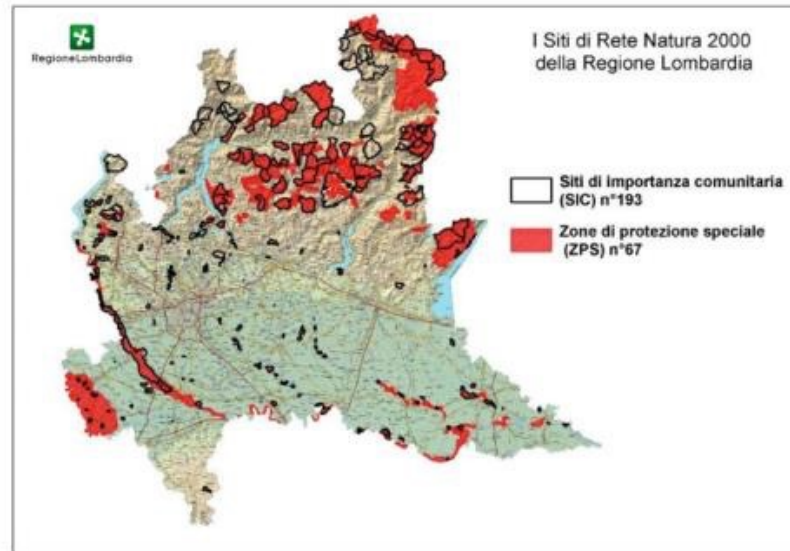 RegioneLombardia
I Siti di Rete Natura 2000
della Regione Lombardia
Siti di importanza comunitaria
(SIC) n°193
Zone di protezione speciale
(ZPS) n°67